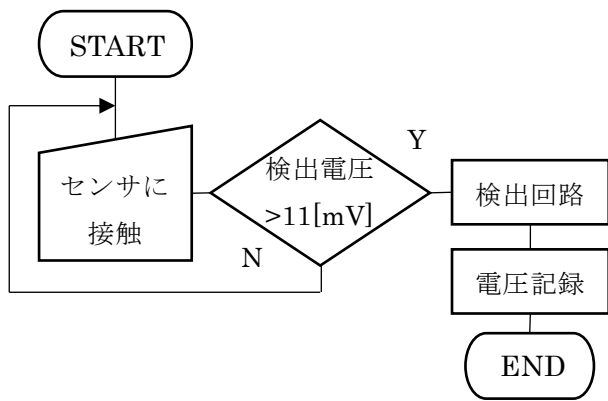 START
センサに
接触
検出電圧
>11[mV]
Y
N
検出回路
電圧記録
END